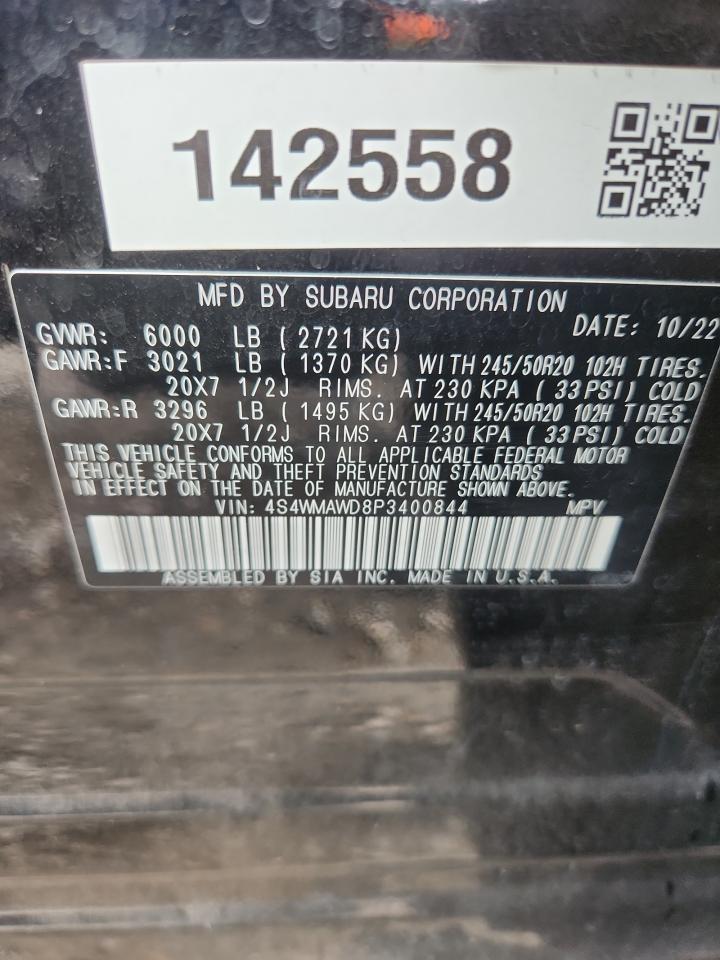 142558
MFD BY SUBARU CORPORATION
GVWR: 6000 LB ( 2721 KG) DATE: 10/22
GAWR:F 3021 LB ( 1370 KG) WITH 245/50R20 102H TIRES.
20X7 1/2J RIMS. AT 230 KPA ( 33 PSI) COLD
GAWR:R 3296 LB ( 1495 KG) WITH 245/50R20 102H TIRES.
20X7 1/2J RIMS. AT 230 KPA ( 33 PSI) COLD
THIS VEHICLE CONFORMS TO ALL APPLICABLE FEDERAL MOTOR
VEHICLE SAFETY AND THEFT PREVENTION STANDARDS
IN EFFECT ON THE DATE OF MANUFACTURE SHOWN ABOVE.
VIN: 4S4WMAWD8P3400844 MPV
ASSEMBLED BY SIA INC. MADE IN U.S.A.